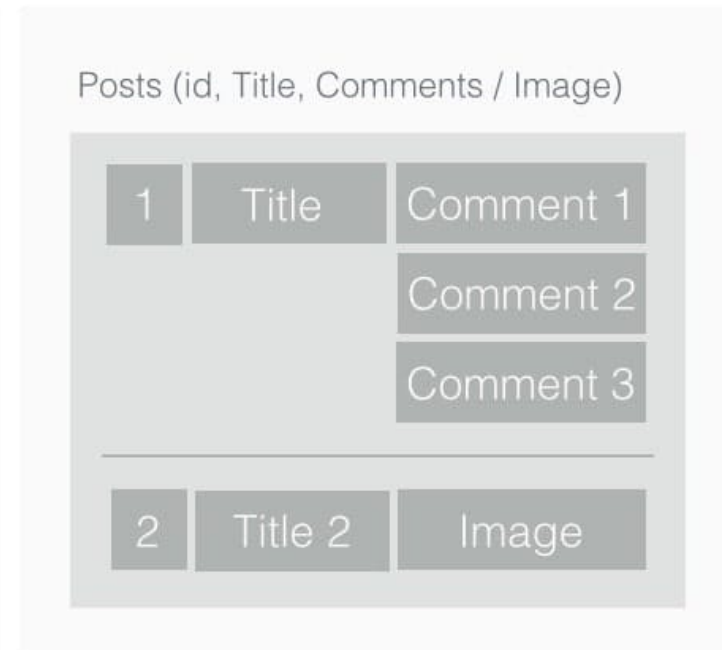 Posts (id, Title, Comments / Image)
1 Title Comment 1
Comment 2
Comment 3
2 Title 2 Image